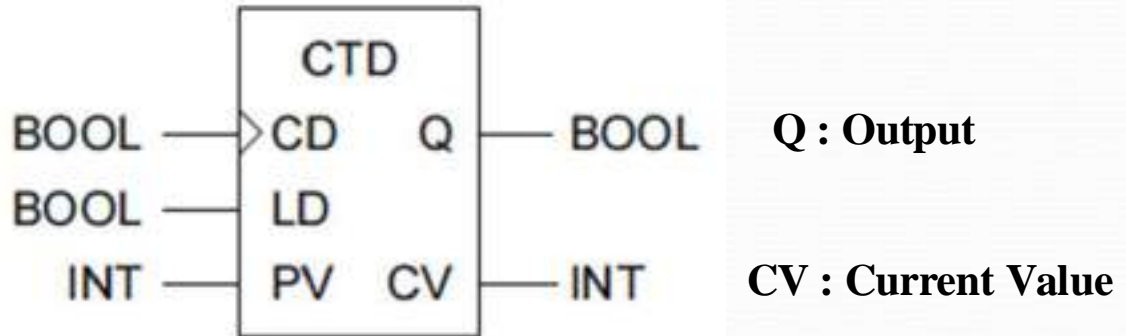 CTD
BOOL CD Q BOOL Q : Output
BOOL LD
INT PV CV INT CV : Current Value